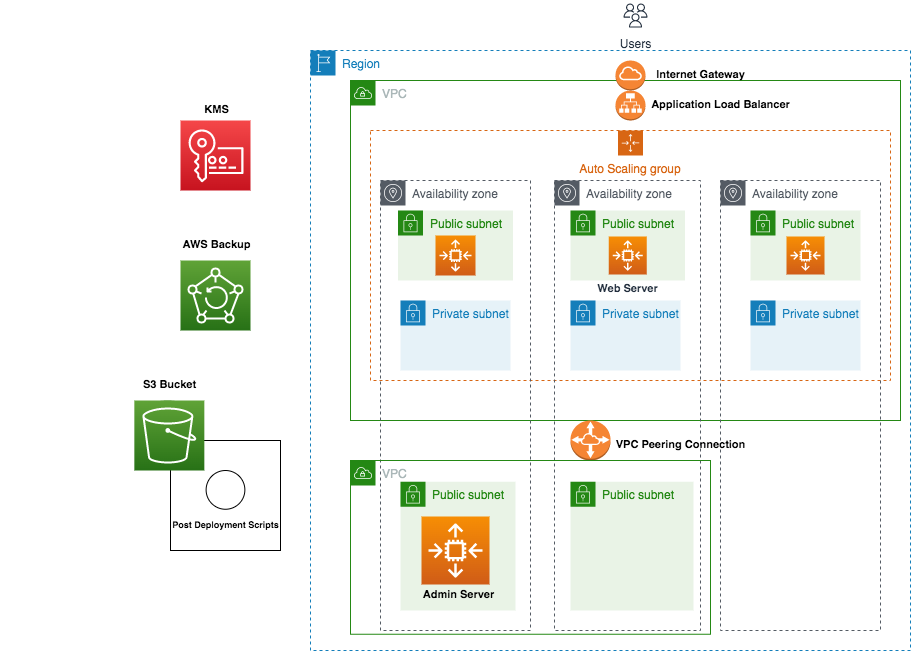 Users
Region
Internet Gateway
VPC
Application Load Balancer
KMS
Auto Scaling group
Availability zone
Availability zone
Availability zone
Public subnet
Public subnet
Public subnet
AWS Backup
Web Server
Private subnet
Private subnet
Private subnet
S3 Bucket
VPC Peering Connection
VPC
Public subnet
Public subnet
Post Deployment Scripts
Admin Server